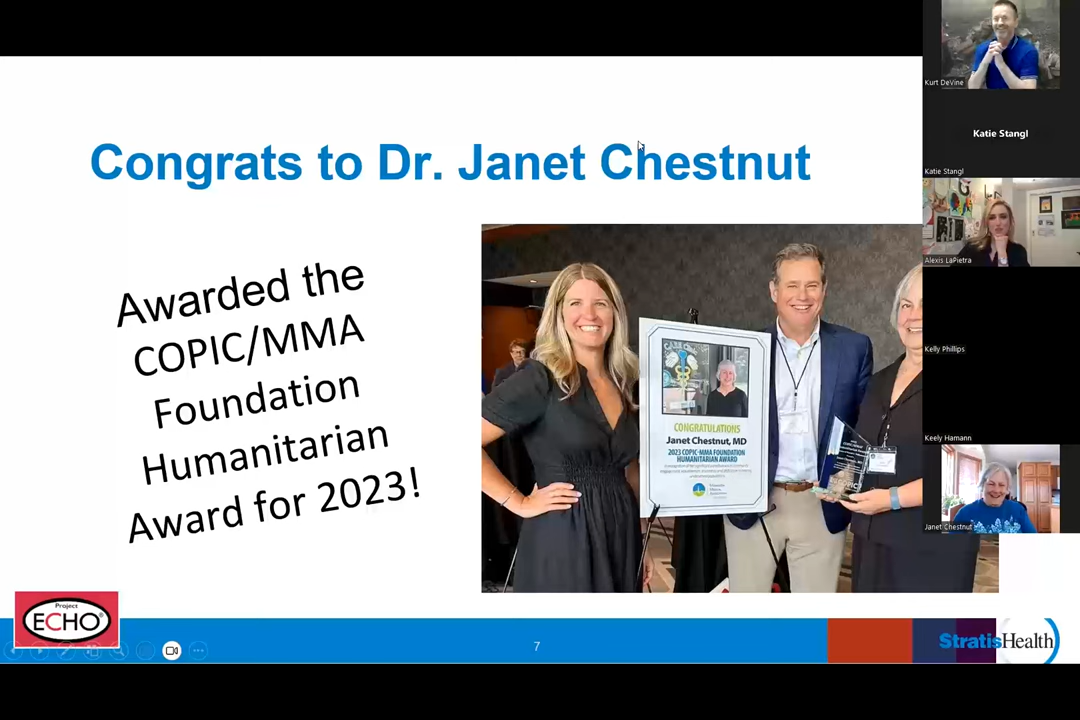 Congrats to Dr. Janet Chestnut
Awarded the
COPIC/MMA
Foundation
Humanitarian
Award for 2023!
CONGRATULATIONS
Janet Chestnut, MD
2023 COPIC-MMA FOUNDATION
HUMANITARIAN AWARD
COPIC
Project
ECHO®
7
StratisHealth
Kurt DeVine
Katie Stangl
Katie Stangl
Alexis LaPietra
Kelly Phillips
Keely Hamann
Janet Chestnut